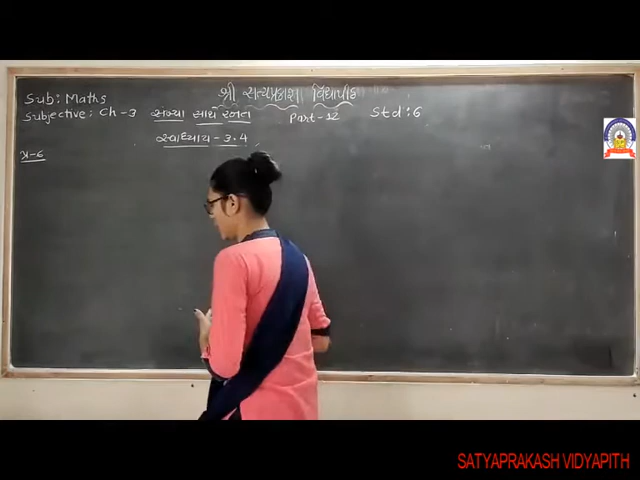 શ્રી સત્યપ્રકાશ વિદ્યાપીઠ
Sub: Maths
Subjective: Ch-3 સંખ્યા સાથે રમત Part-12 Std:6
સ્વાધ્યાય-3.4
પ્ર-6
SATYAPRAKASH VIDYAPITH